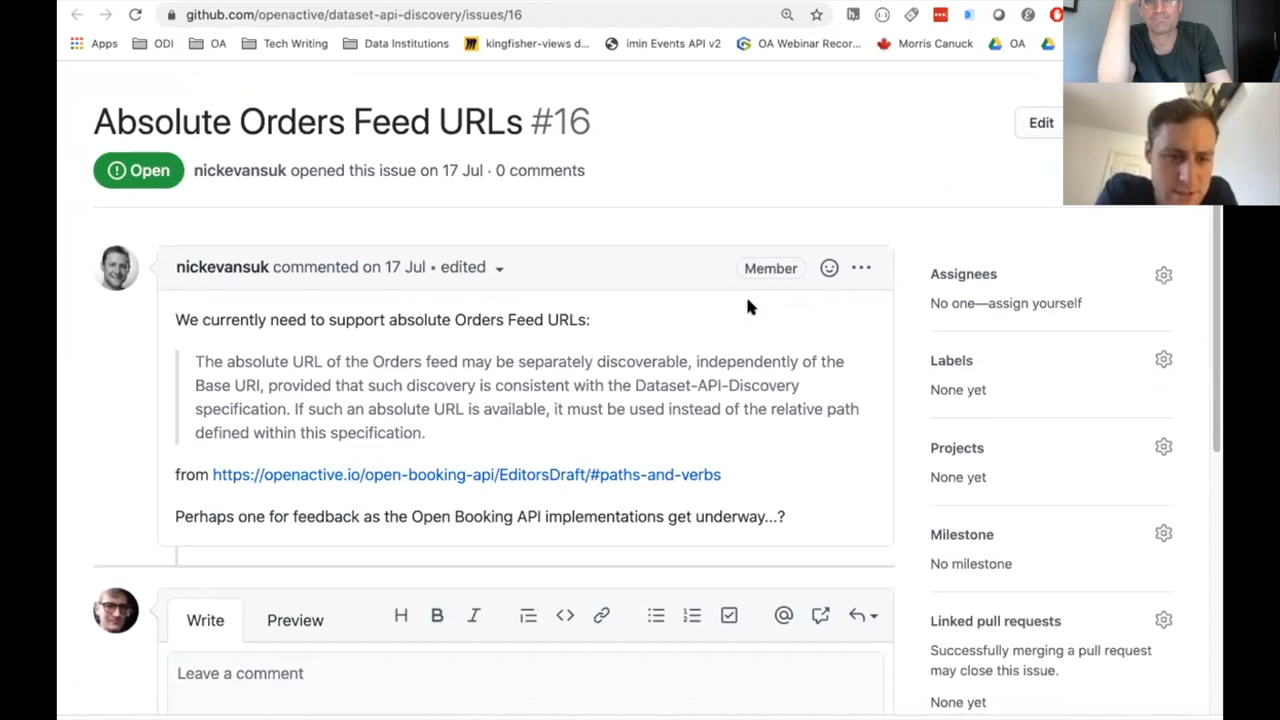 github.com/openactive/dataset-api-discovery/issues/16
Apps ODI OA Tech Writing Data Institutions kingfisher-views d... imin Events API v2 OA Webinar Recor... Morris Canuck OA
Absolute Orders Feed URLs #16
Edit
Open nickevansuk opened this issue on 17 Jul · 0 comments
nickevansuk commented on 17 Jul • edited
Member
We currently need to support absolute Orders Feed URLs:
The absolute URL of the Orders feed may be separately discoverable, independently of the
Base URI, provided that such discovery is consistent with the Dataset-API-Discovery
specification. If such an absolute URL is available, it must be used instead of the relative path
defined within this specification.
from https://openactive.io/open-booking-api/EditorsDraft/#paths-and-verbs
Perhaps one for feedback as the Open Booking API implementations get underway...?
Write Preview
Leave a comment
Assignees
No one—assign yourself
Labels
None yet
Projects
None yet
Milestone
No milestone
Linked pull requests
Successfully merging a pull request
may close this issue.
None yet